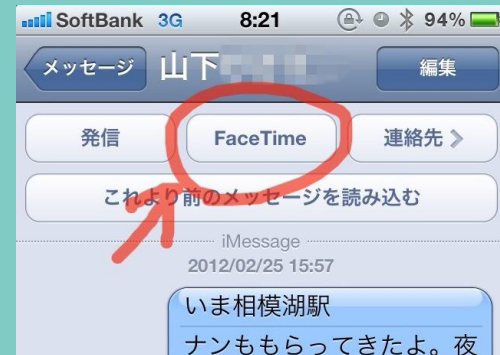 SoftBank 3G 8:21 94%
メッセージ 山下 編集
発信 FaceTime 連絡先
これより前のメッセージを読み込む
iMessage
2012/02/25 15:57
いま相模湖駅
ナンももらってきたよ。夜